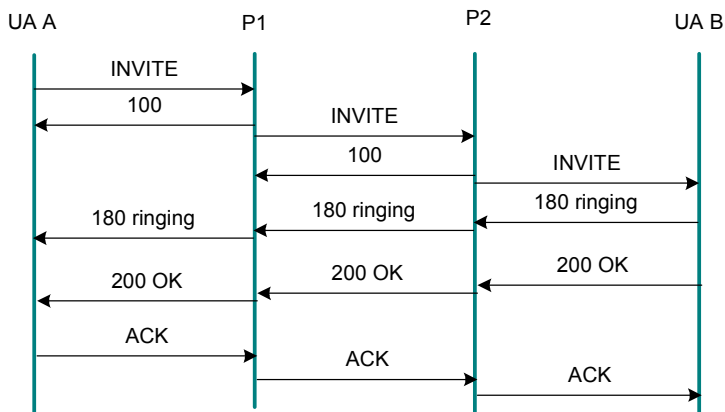 UA A
P1
P2
UA B
INVITE
100
INVITE
100
INVITE
180 ringing
180 ringing
180 ringing
200 OK
200 OK
200 OK
ACK
ACK
ACK